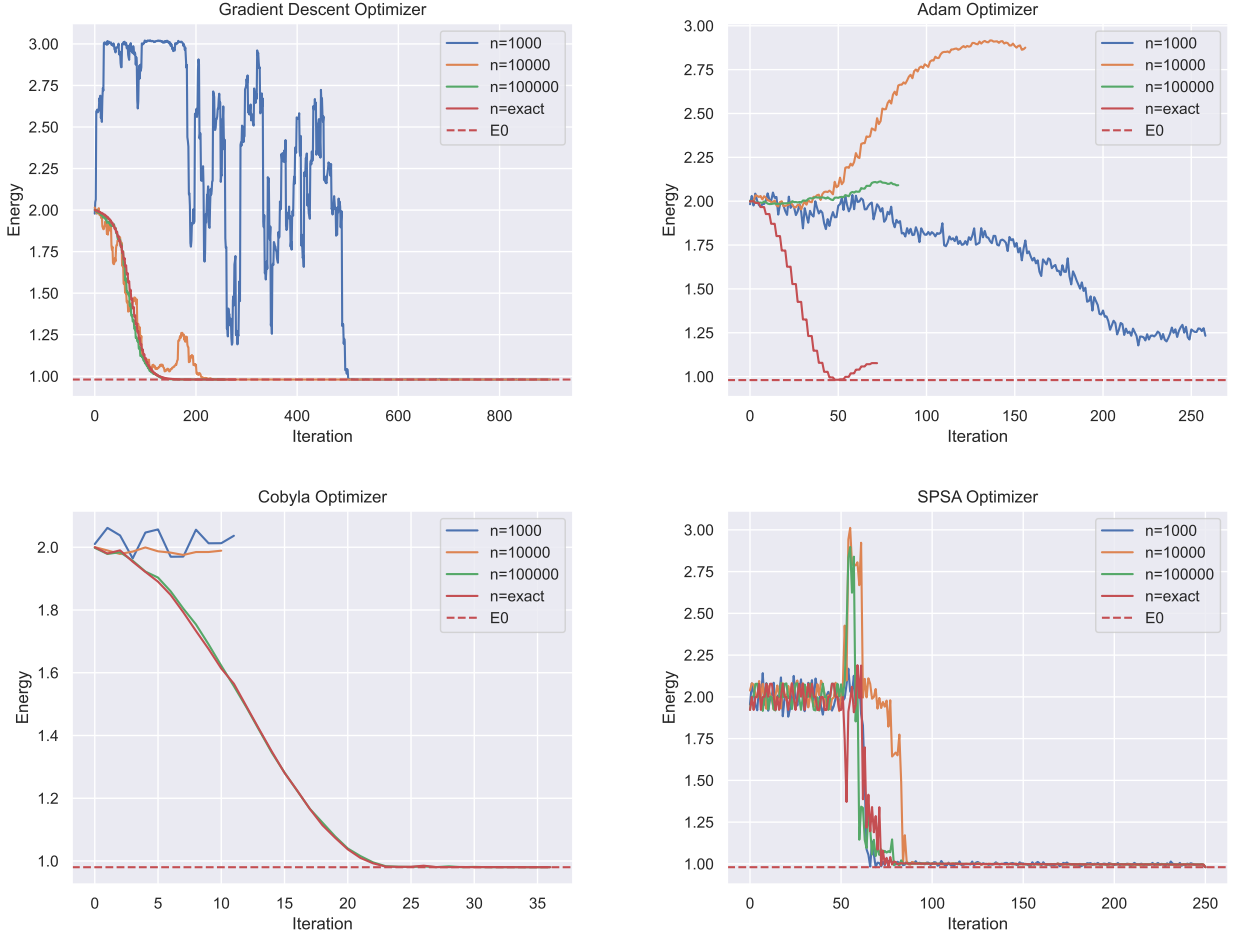 Gradient Descent Optimizer
3.00
2.75
2.50
2.25
2.00
1.75
1.50
1.25
1.00
Energy
0 200 400 600 800
Iteration
n=1000
n=10000
n=100000
n=exact
E0
Adam Optimizer
3.00
2.75
2.50
2.25
2.00
1.75
1.50
1.25
1.00
Energy
0 50 100 150 200 250
Iteration
n=1000
n=10000
n=100000
n=exact
E0
Cobyla Optimizer
2.0
1.8
1.6
1.4
1.2
1.0
Energy
0 5 10 15 20 25 30 35
Iteration
n=1000
n=10000
n=100000
n=exact
E0
SPSA Optimizer
3.00
2.75
2.50
2.25
2.00
1.75
1.50
1.25
1.00
Energy
0 50 100 150 200 250
Iteration
n=1000
n=10000
n=100000
n=exact
E0